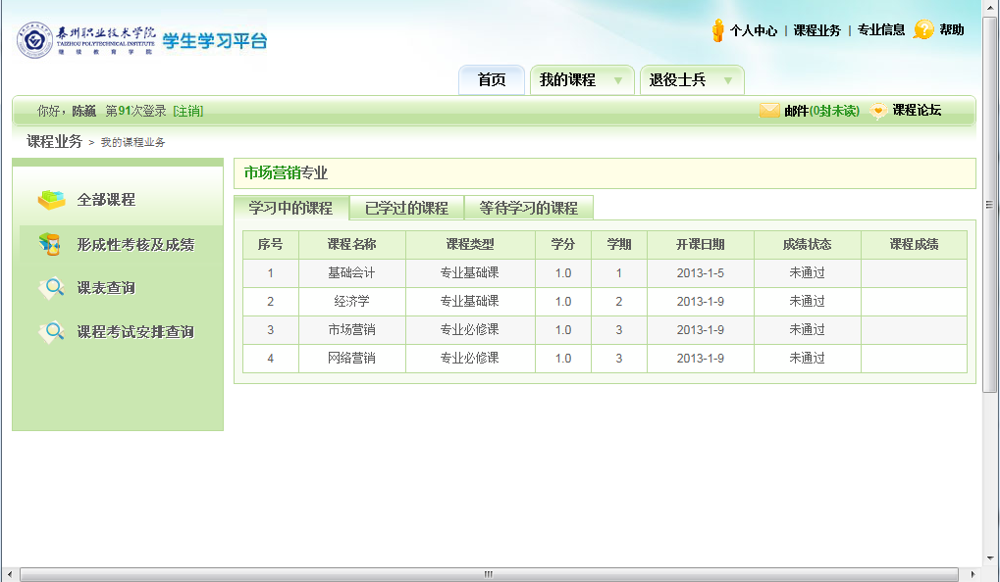 泰州职业技术学院
TAIZHOU POLYTECHNICAL INSTITUTE
继 续 教 育 学 院
学生学习平台
个人中心 | 课程业务 | 专业信息 帮助
首页 我的课程 退役士兵
你好，陈巍 第91次登录 [注销] 邮件(0封未读) 课程论坛
课程业务 > 我的课程业务
全部课程
形成性考核及成绩
课表查询
课程考试安排查询
市场营销专业
学习中的课程 已学过的课程 等待学习的课程
序号 课程名称 课程类型 学分 学期 开课日期 成绩状态 课程成绩
1 基础会计 专业基础课 1.0 1 2013-1-5 未通过
2 经济学 专业基础课 1.0 2 2013-1-9 未通过
3 市场营销 专业必修课 1.0 3 2013-1-9 未通过
4 网络营销 专业必修课 1.0 3 2013-1-9 未通过